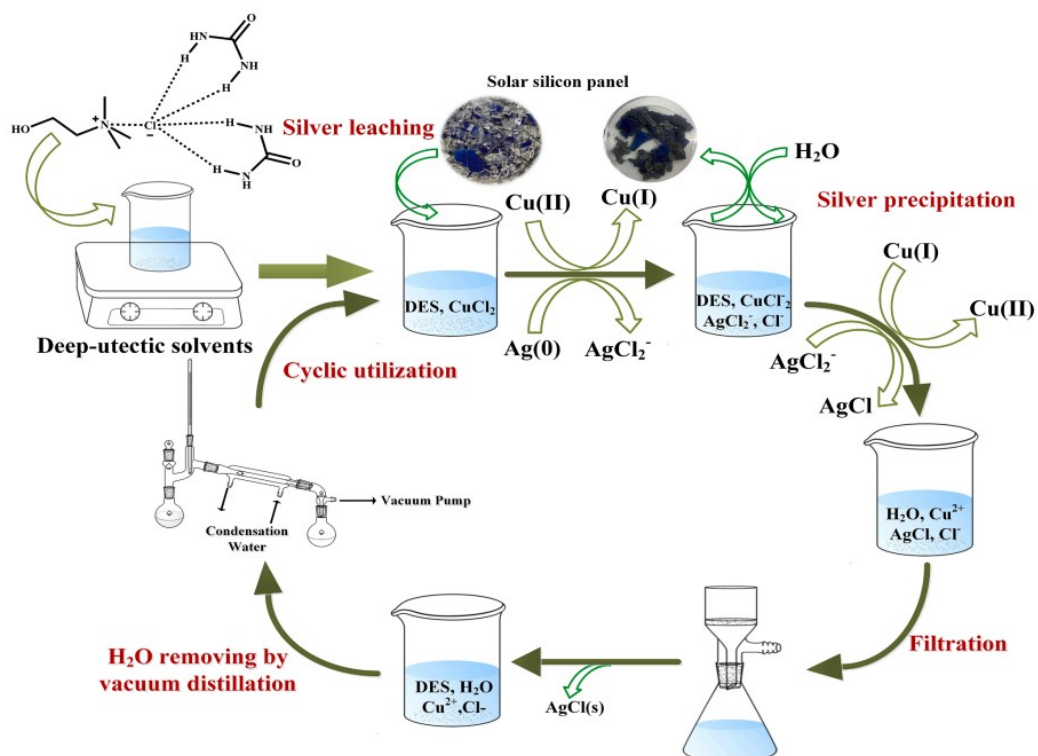 O
HN
H
NH
H
HO
N
+
Cl
−
H
NH
O
H
N
H
Silver leaching
Solar silicon panel
H₂O
Cu(II)
Cu(I)
Silver precipitation
DES, CuCl₂
DES, CuCl⁻₂
AgCl₂⁻, Cl⁻
Cu(I)
Cu(II)
Deep-utectic solvents
Ag(0)
AgCl₂⁻
AgCl₂⁻
Cyclic utilization
AgCl
Vacuum Pump
Condensation
Water
H₂O, Cu²⁺
AgCl, Cl⁻
Filtration
H₂O removing by
vacuum distillation
DES, H₂O
Cu²⁺,Cl-
AgCl(s)